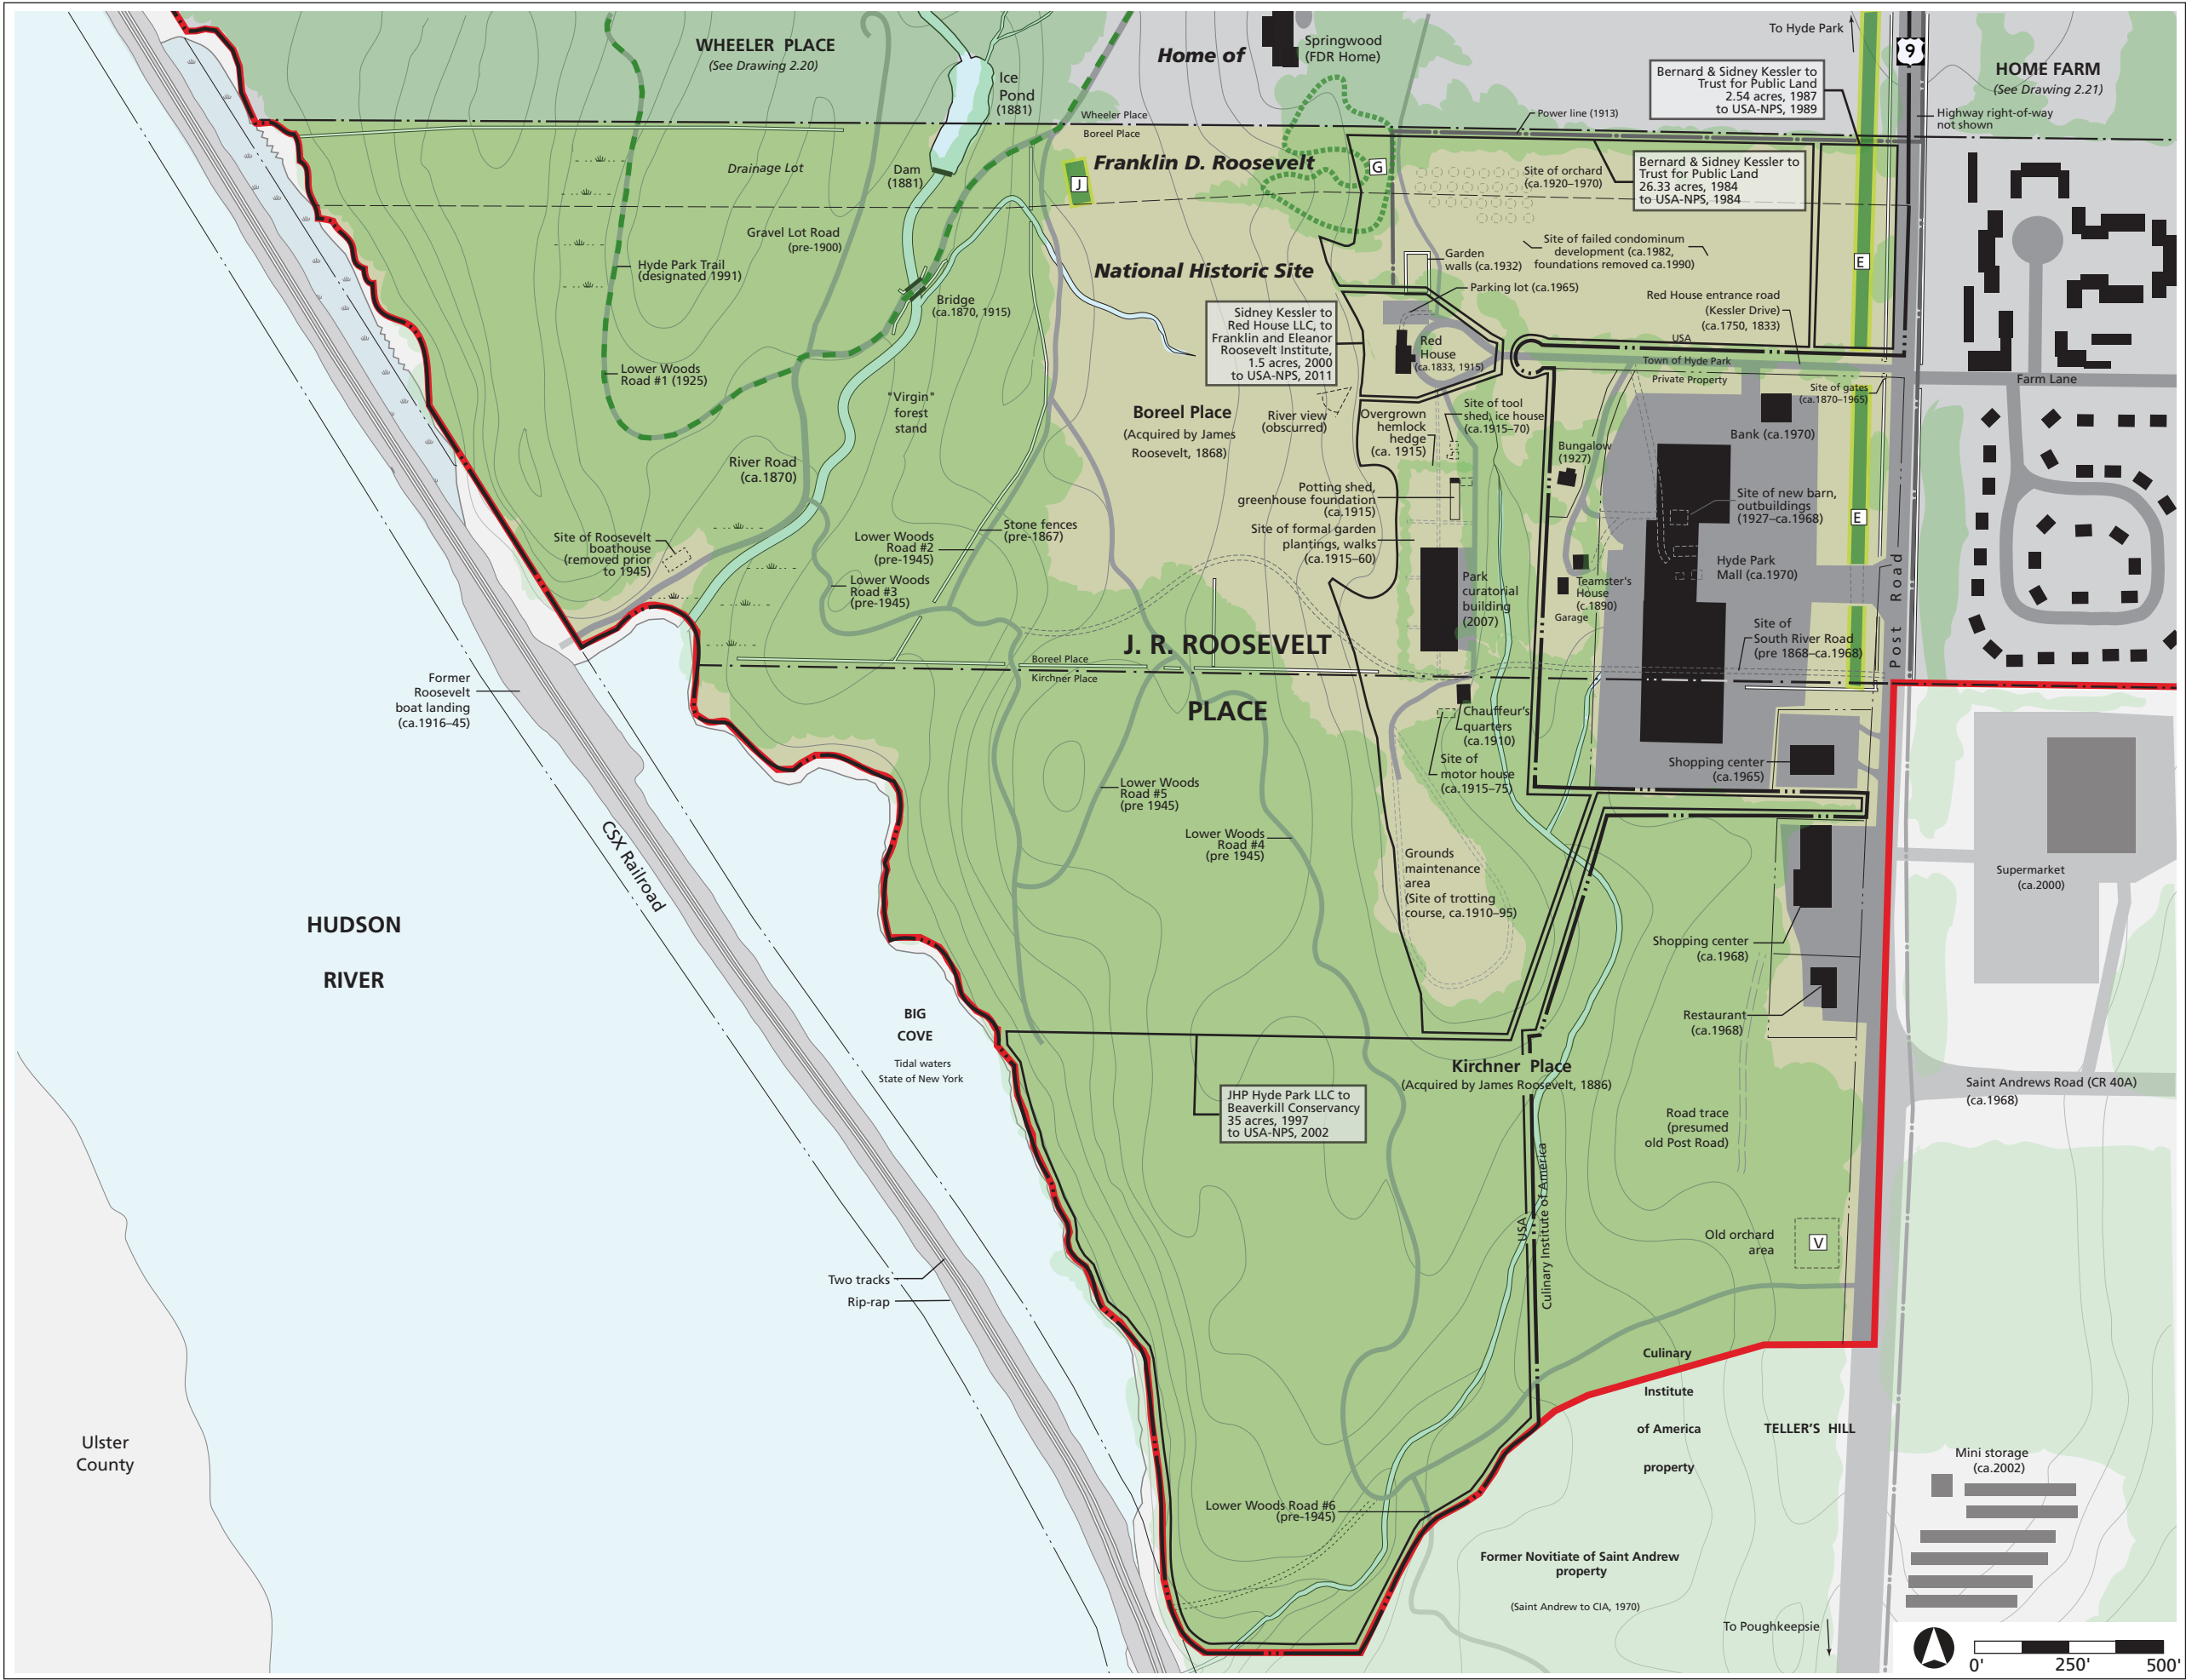 WHEELER PLACE
(See Drawing 2.20)
Ice
Pond
(1881)
Home of
Springwood
(FDR Home)
To Hyde Park
9
HOME FARM
(See Drawing 2.21)
Bernard & Sidney Kessler to
Trust for Public Land
2.54 acres, 1987
to USA-NPS, 1989
Highway right-of-way
not shown
Wheeler Place
Boreel Place
Power line (1913)
Drainage Lot
Dam
(1881)
J
Franklin D. Roosevelt
G
Site of orchard
(ca.1920–1970)
Bernard & Sidney Kessler to
Trust for Public Land
26.33 acres, 1984
to USA-NPS, 1984
Gravel Lot Road
(pre-1900)
Hyde Park Trail
(designated 1991)
National Historic Site
Garden
walls (ca.1932)
Site of failed condominum
development (ca.1982,
foundations removed ca.1990)
E
Parking lot (ca.1965)
Red House entrance road
(Kessler Drive)
(ca.1750, 1833)
Bridge
(ca.1870, 1915)
Sidney Kessler to
Red House LLC, to
Franklin and Eleanor
Roosevelt Institute,
1.5 acres, 2000
to USA-NPS, 2011
Red
House
(ca.1833, 1915)
USA
Town of Hyde Park
Private Property
Lower Woods
Road #1 (1925)
Farm Lane
Site of gates
(ca.1870–1965)
"Virgin"
forest
stand
Boreel Place
(Acquired by James
Roosevelt, 1868)
River view
(obscurred)
Overgrown
hemlock
hedge
(ca. 1915)
Site of tool
shed, ice house
(ca.1915–70)
Bungalow
(1927)
Bank (ca.1970)
River Road
(ca.1870)
Potting shed,
greenhouse foundation
(ca.1915)
Site of new barn,
outbuildings
(1927–ca.1968)
E
Site of Roosevelt
boathouse
(removed prior
to 1945)
Lower Woods
Road #2
(pre-1945)
Stone fences
(pre-1867)
Site of formal garden
plantings, walks
(ca.1915–60)
Hyde Park
Mall (ca.1970)
Post Road
Lower Woods
Road #3
(pre-1945)
Park
curatorial
building
(2007)
Teamster's
House
(c.1890)
Garage
Site of
South River Road
(pre 1868–ca.1968)
J. R. ROOSEVELT
PLACE
Boreel Place
Kirchner Place
Former
Roosevelt
boat landing
(ca.1916–45)
Chauffeur's
quarters
(ca.1910)
Site of
motor house
(ca.1915–75)
Shopping center
(ca.1965)
Lower Woods
Road #5
(pre 1945)
Lower Woods
Road #4
(pre 1945)
CSX Railroad
Grounds
maintenance
area
(Site of trotting
course, ca.1910–95)
Supermarket
(ca.2000)
HUDSON
RIVER
Shopping center
(ca.1968)
BIG
COVE
Tidal waters
State of New York
Restaurant
(ca.1968)
Kirchner Place
(Acquired by James Roosevelt, 1886)
JHP Hyde Park LLC to
Beaverkill Conservancy
35 acres, 1997
to USA-NPS, 2002
Saint Andrews Road (CR 40A)
(ca.1968)
Road trace
(presumed
old Post Road)
USA
Culinary Institute of America
Old orchard
area
V
Two tracks
Rip-rap
Culinary
Institute
of America
property
TELLER'S HILL
Ulster
County
Mini storage
(ca.2002)
Lower Woods Road #6
(pre-1945)
Former Novitiate of Saint Andrew
property
(Saint Andrew to CIA, 1970)
To Poughkeepsie
0' 250' 500'